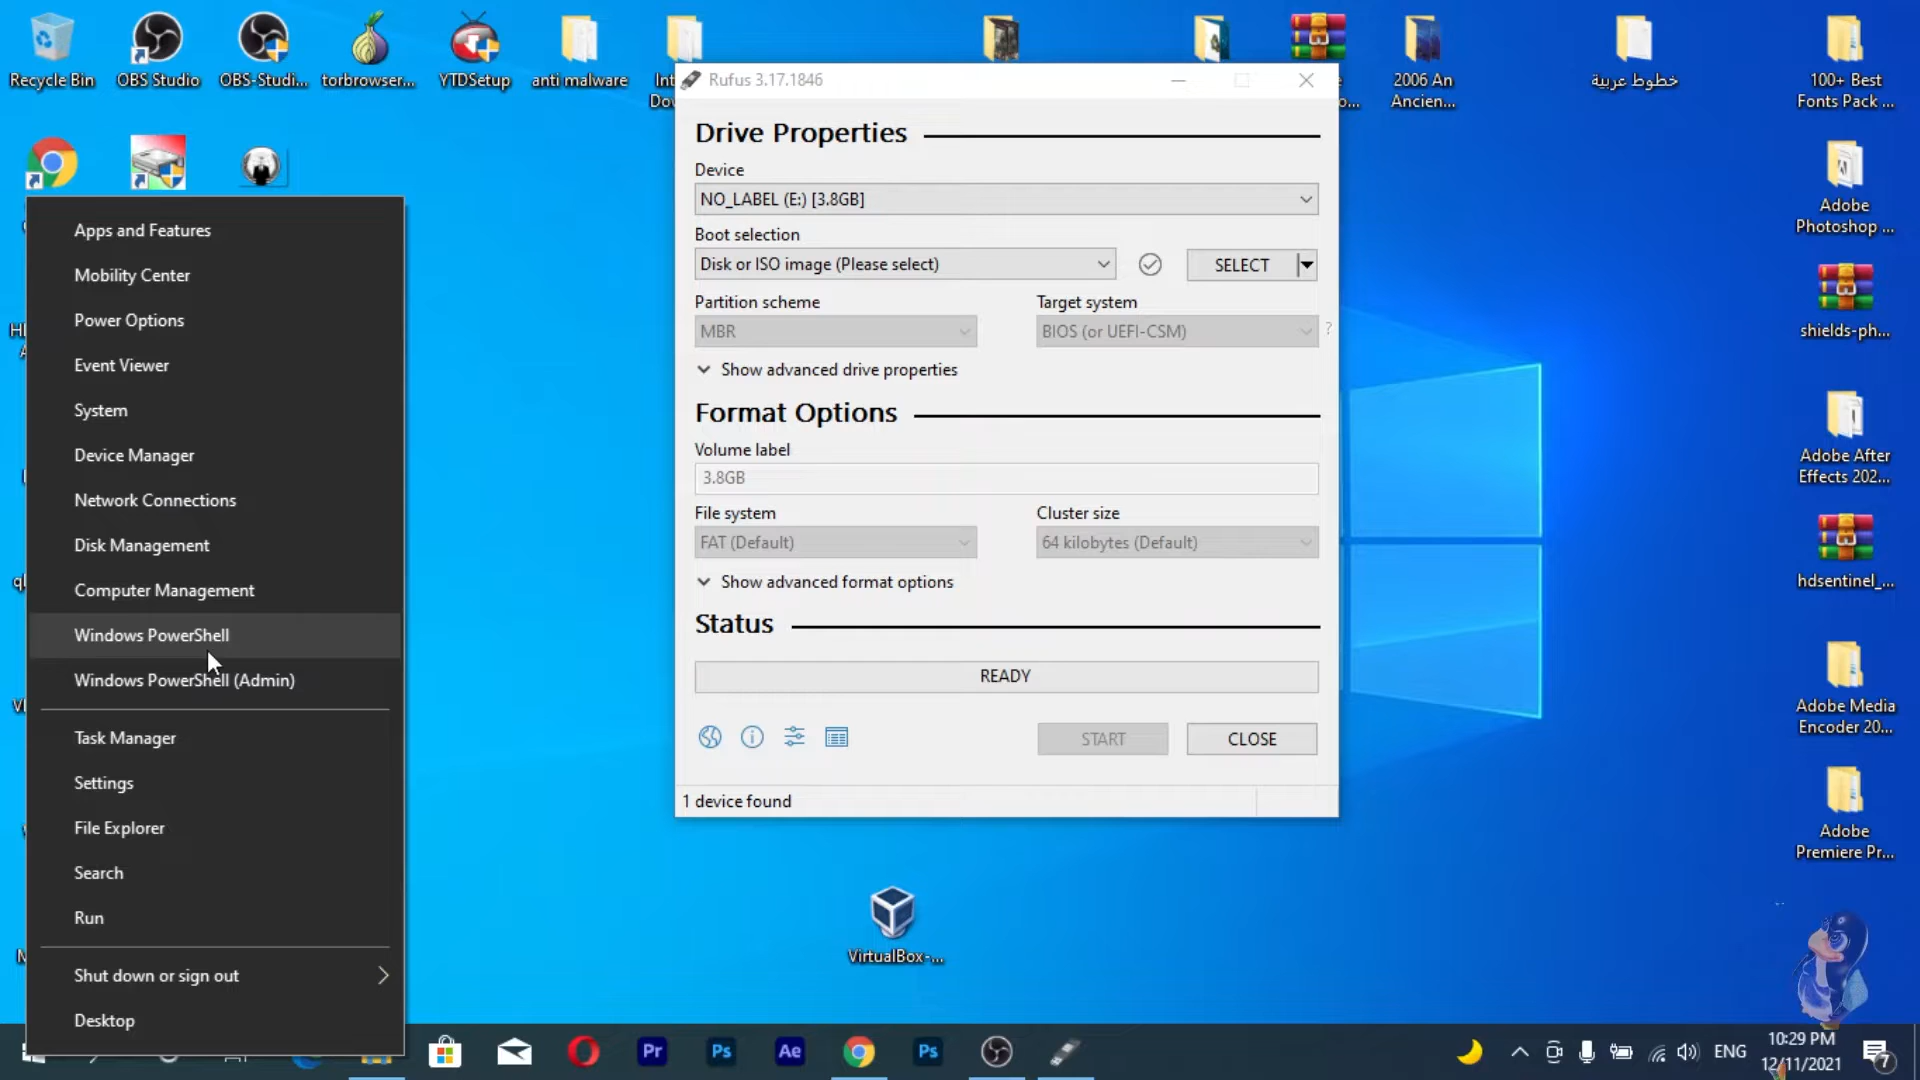 Recycle Bin
OBS Studio
OBS-Studi...
torbrowser...
YTDSetup
anti malware
Int
Do
2006 An
Ancien...
خطوط عربية
100+ Best
Fonts Pack ...
Rufus 3.17.1846
Drive Properties
Device
NO_LABEL (E:) [3.8GB]
Boot selection
Disk or ISO image (Please select)
SELECT
Partition scheme
Target system
MBR
BIOS (or UEFI-CSM)
?
Show advanced drive properties
Format Options
Volume label
3.8GB
File system
Cluster size
FAT (Default)
64 kilobytes (Default)
Show advanced format options
Status
READY
START
CLOSE
1 device found
Apps and Features
Mobility Center
Power Options
Event Viewer
System
Device Manager
Network Connections
Disk Management
Computer Management
Windows PowerShell
Windows PowerShell (Admin)
Task Manager
Settings
File Explorer
Search
Run
Shut down or sign out
Desktop
Adobe
Photoshop ...
shields-ph...
Adobe After
Effects 202...
hdsentinel_...
Adobe Media
Encoder 20...
Adobe
Premiere Pr...
VirtualBox-...
Pr
Ps
Ae
Ps
ENG
10:29 PM
12/11/2021
7